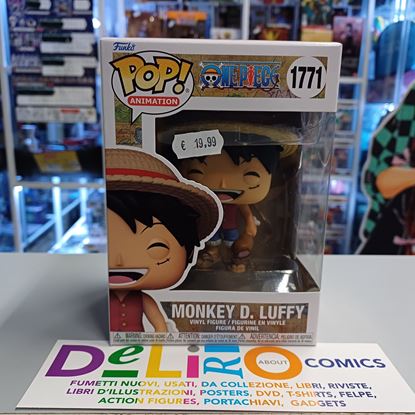 Funko
POP!
ANIMATION
ONE PIECE
1771
€ 19,99
MONKEY D. LUFFY
VINYL FIGURE / FIGURINE EN VINYLE
FIGURA DE VINIL
DeLiRiO ABOUT COMICS
FUMETTI NUOVI, USATI, DA COLLEZIONE, LIBRI, RIVISTE,
LIBRI D'ILLUSTRAZIONI, POSTERS, DVD, T-SHIRTS, FELPE,
ACTION FIGURES, PORTACHIAVI, GADGETS